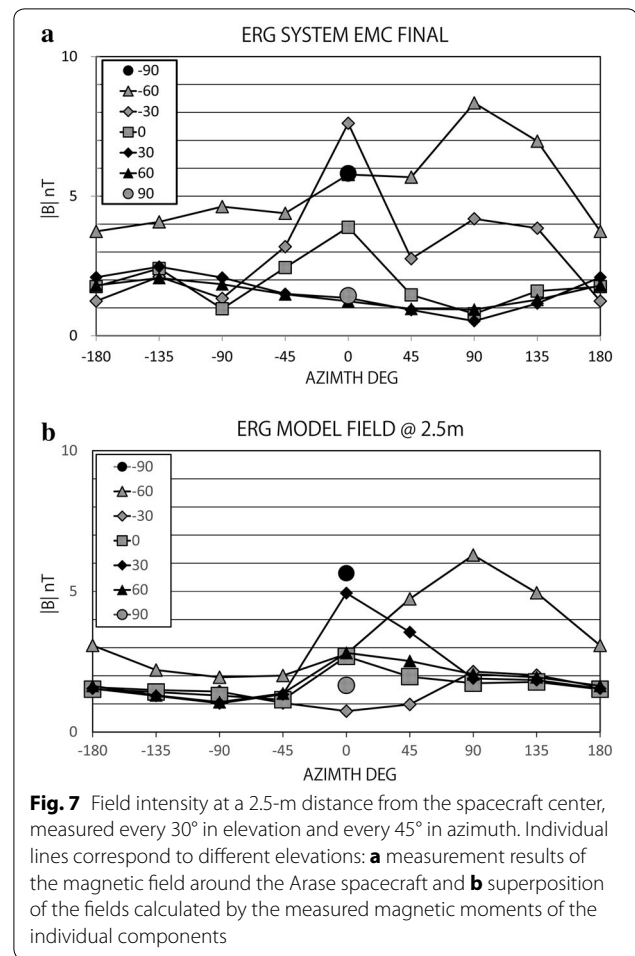 a
ERG SYSTEM EMC FINAL
10
5
0
|B| nT
-90
-60
-30
0
30
60
90
-180 -135 -90 -45 0 45 90 135 180
AZIMTH DEG
b
ERG MODEL FIELD @ 2.5m
10
5
0
|B| nT
-90
-60
-30
0
30
60
90
-180 -135 -90 -45 0 45 90 135 180
AZIMTH DEG
Fig. 7 Field intensity at a 2.5-m distance from the spacecraft center,
measured every 30° in elevation and every 45° in azimuth. Individual
lines correspond to different elevations: a measurement results of
the magnetic field around the Arase spacecraft and b superposition
of the fields calculated by the measured magnetic moments of the
individual components